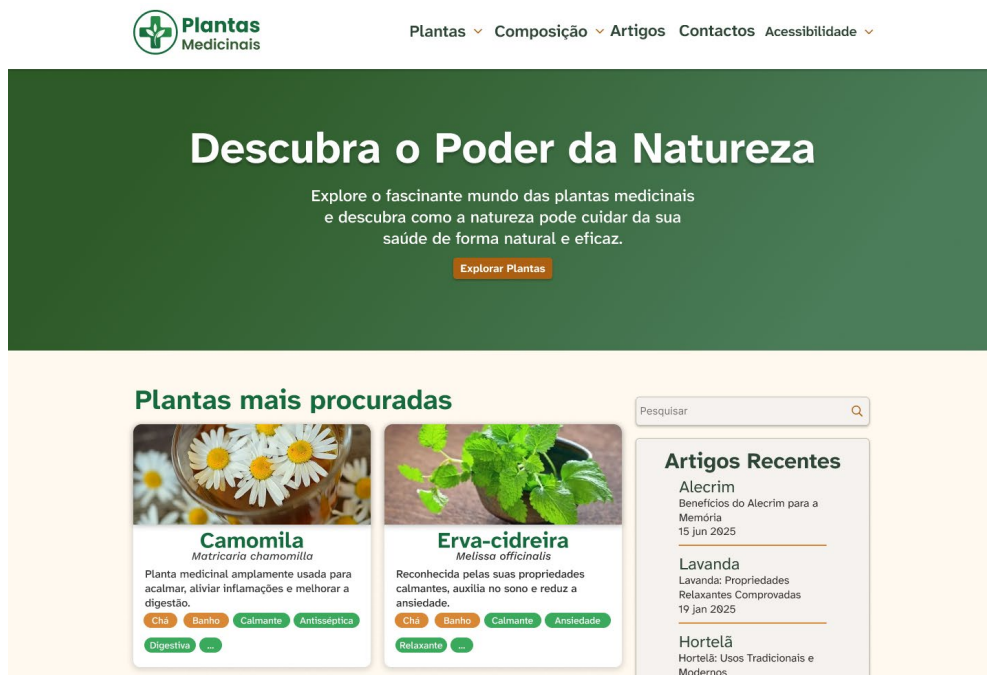 Plantas
Medicinais
Plantas Composição Artigos Contactos Acessibilidade
Descubra o Poder da Natureza
Explore o fascinante mundo das plantas medicinais
e descubra como a natureza pode cuidar da sua
saúde de forma natural e eficaz.
Explorar Plantas
Plantas mais procuradas
Camomila
Matricaria chamomilla
Planta medicinal amplamente usada para
acalmar, aliviar inflamações e melhorar a
digestão.
Chá Banho Calmante Antisséptica
Digestiva ...
Erva-cidreira
Melissa officinalis
Reconhecida pelas suas propriedades
calmantes, auxilia no sono e reduz a
ansiedade.
Chá Banho Calmante Ansiedade
Relaxante ...
Pesquisar
Artigos Recentes
Alecrim
Benefícios do Alecrim para a
Memória
15 jun 2025
Lavanda
Lavanda: Propriedades
Relaxantes Comprovadas
19 jan 2025
Hortelã
Hortelã: Usos Tradicionais e
Modernos